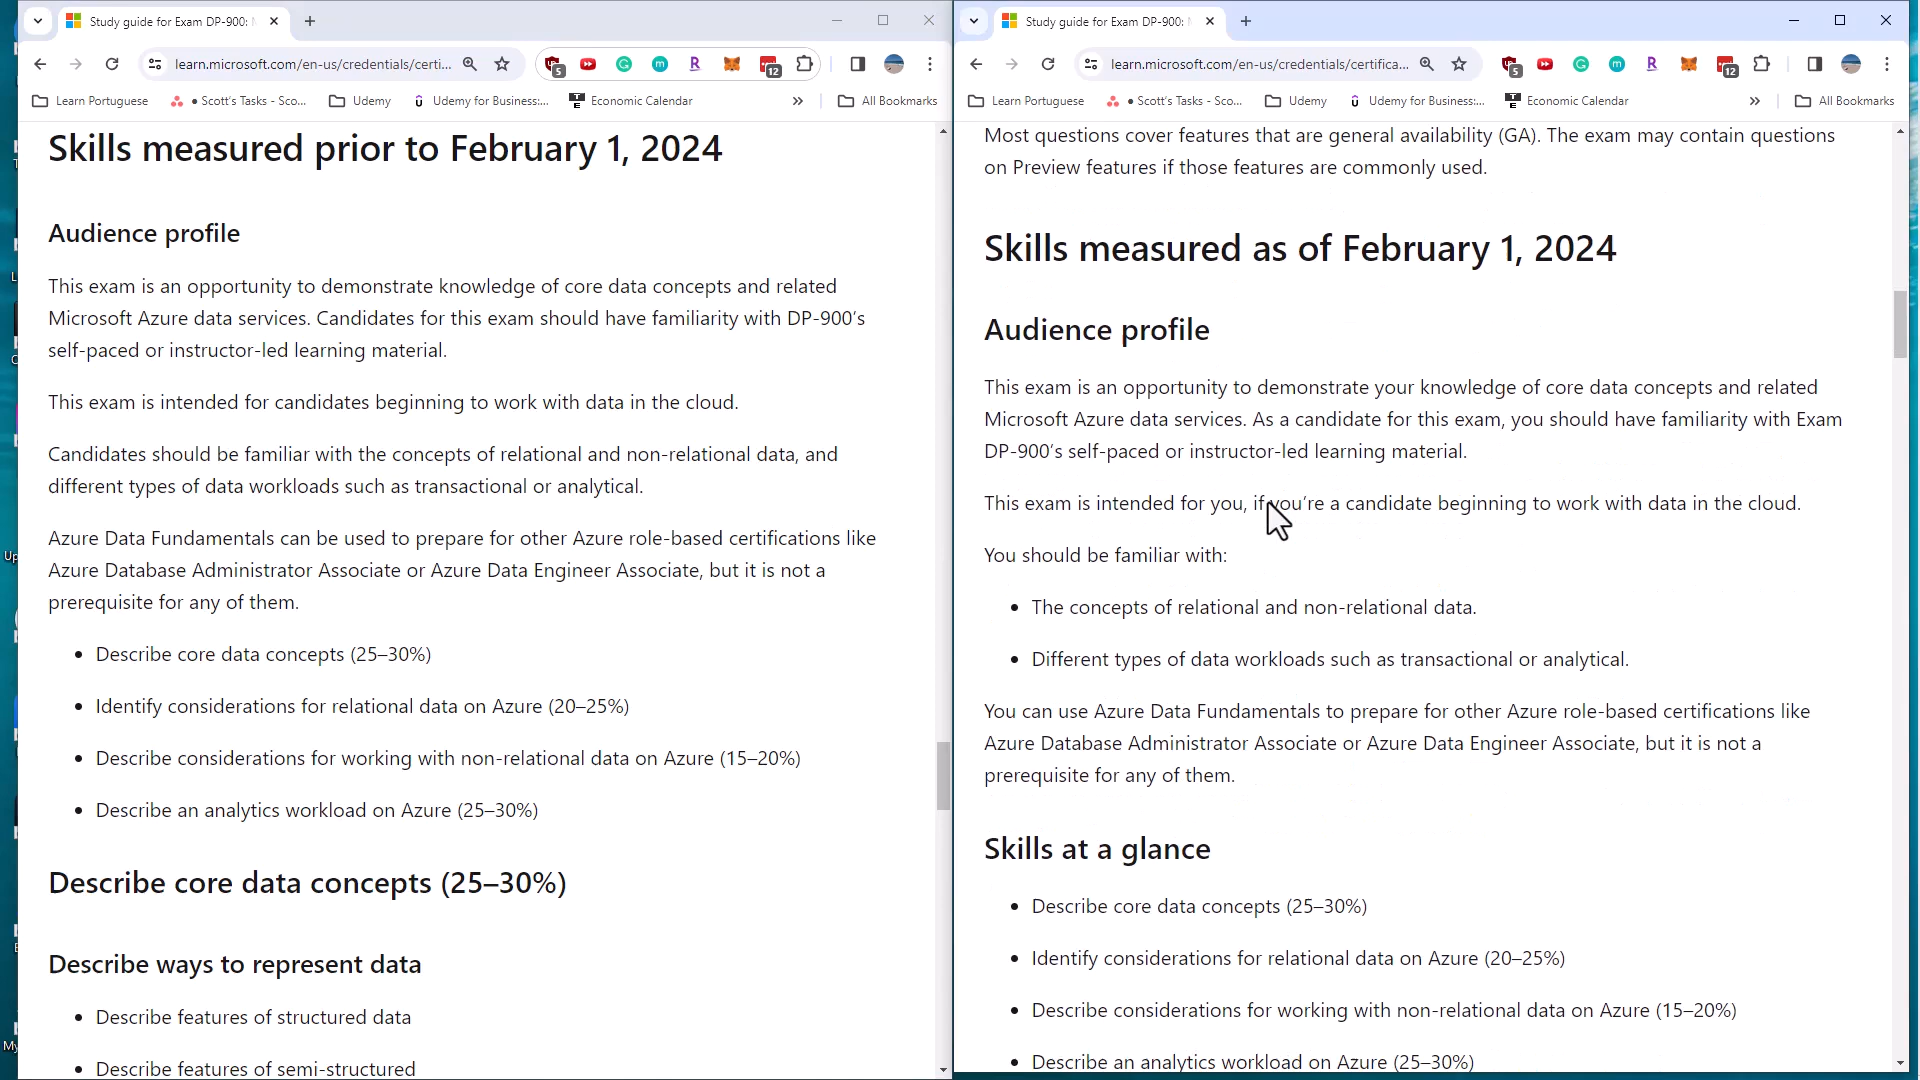 Study guide for Exam DP-900:
learn.microsoft.com/en-us/credentials/certi...
5
12
Learn Portuguese
• Scott's Tasks - Sco...
Udemy
Udemy for Business:...
Economic Calendar
»
All Bookmarks
Skills measured prior to February 1, 2024
Audience profile
This exam is an opportunity to demonstrate knowledge of core data concepts and related
Microsoft Azure data services. Candidates for this exam should have familiarity with DP-900’s
self-paced or instructor-led learning material.
This exam is intended for candidates beginning to work with data in the cloud.
Candidates should be familiar with the concepts of relational and non-relational data, and
different types of data workloads such as transactional or analytical.
Azure Data Fundamentals can be used to prepare for other Azure role-based certifications like
Azure Database Administrator Associate or Azure Data Engineer Associate, but it is not a
prerequisite for any of them.
• Describe core data concepts (25–30%)
• Identify considerations for relational data on Azure (20–25%)
• Describe considerations for working with non-relational data on Azure (15–20%)
• Describe an analytics workload on Azure (25–30%)
Describe core data concepts (25–30%)
Describe ways to represent data
• Describe features of structured data
• Describe features of semi-structured
Study guide for Exam DP-900:
learn.microsoft.com/en-us/credentials/certifica...
5
12
Learn Portuguese
• Scott's Tasks - Sco...
Udemy
Udemy for Business:...
Economic Calendar
»
All Bookmarks
Most questions cover features that are general availability (GA). The exam may contain questions
on Preview features if those features are commonly used.
Skills measured as of February 1, 2024
Audience profile
This exam is an opportunity to demonstrate your knowledge of core data concepts and related
Microsoft Azure data services. As a candidate for this exam, you should have familiarity with Exam
DP-900’s self-paced or instructor-led learning material.
This exam is intended for you, if you’re a candidate beginning to work with data in the cloud.
You should be familiar with:
• The concepts of relational and non-relational data.
• Different types of data workloads such as transactional or analytical.
You can use Azure Data Fundamentals to prepare for other Azure role-based certifications like
Azure Database Administrator Associate or Azure Data Engineer Associate, but it is not a
prerequisite for any of them.
Skills at a glance
• Describe core data concepts (25–30%)
• Identify considerations for relational data on Azure (20–25%)
• Describe considerations for working with non-relational data on Azure (15–20%)
• Describe an analytics workload on Azure (25–30%)